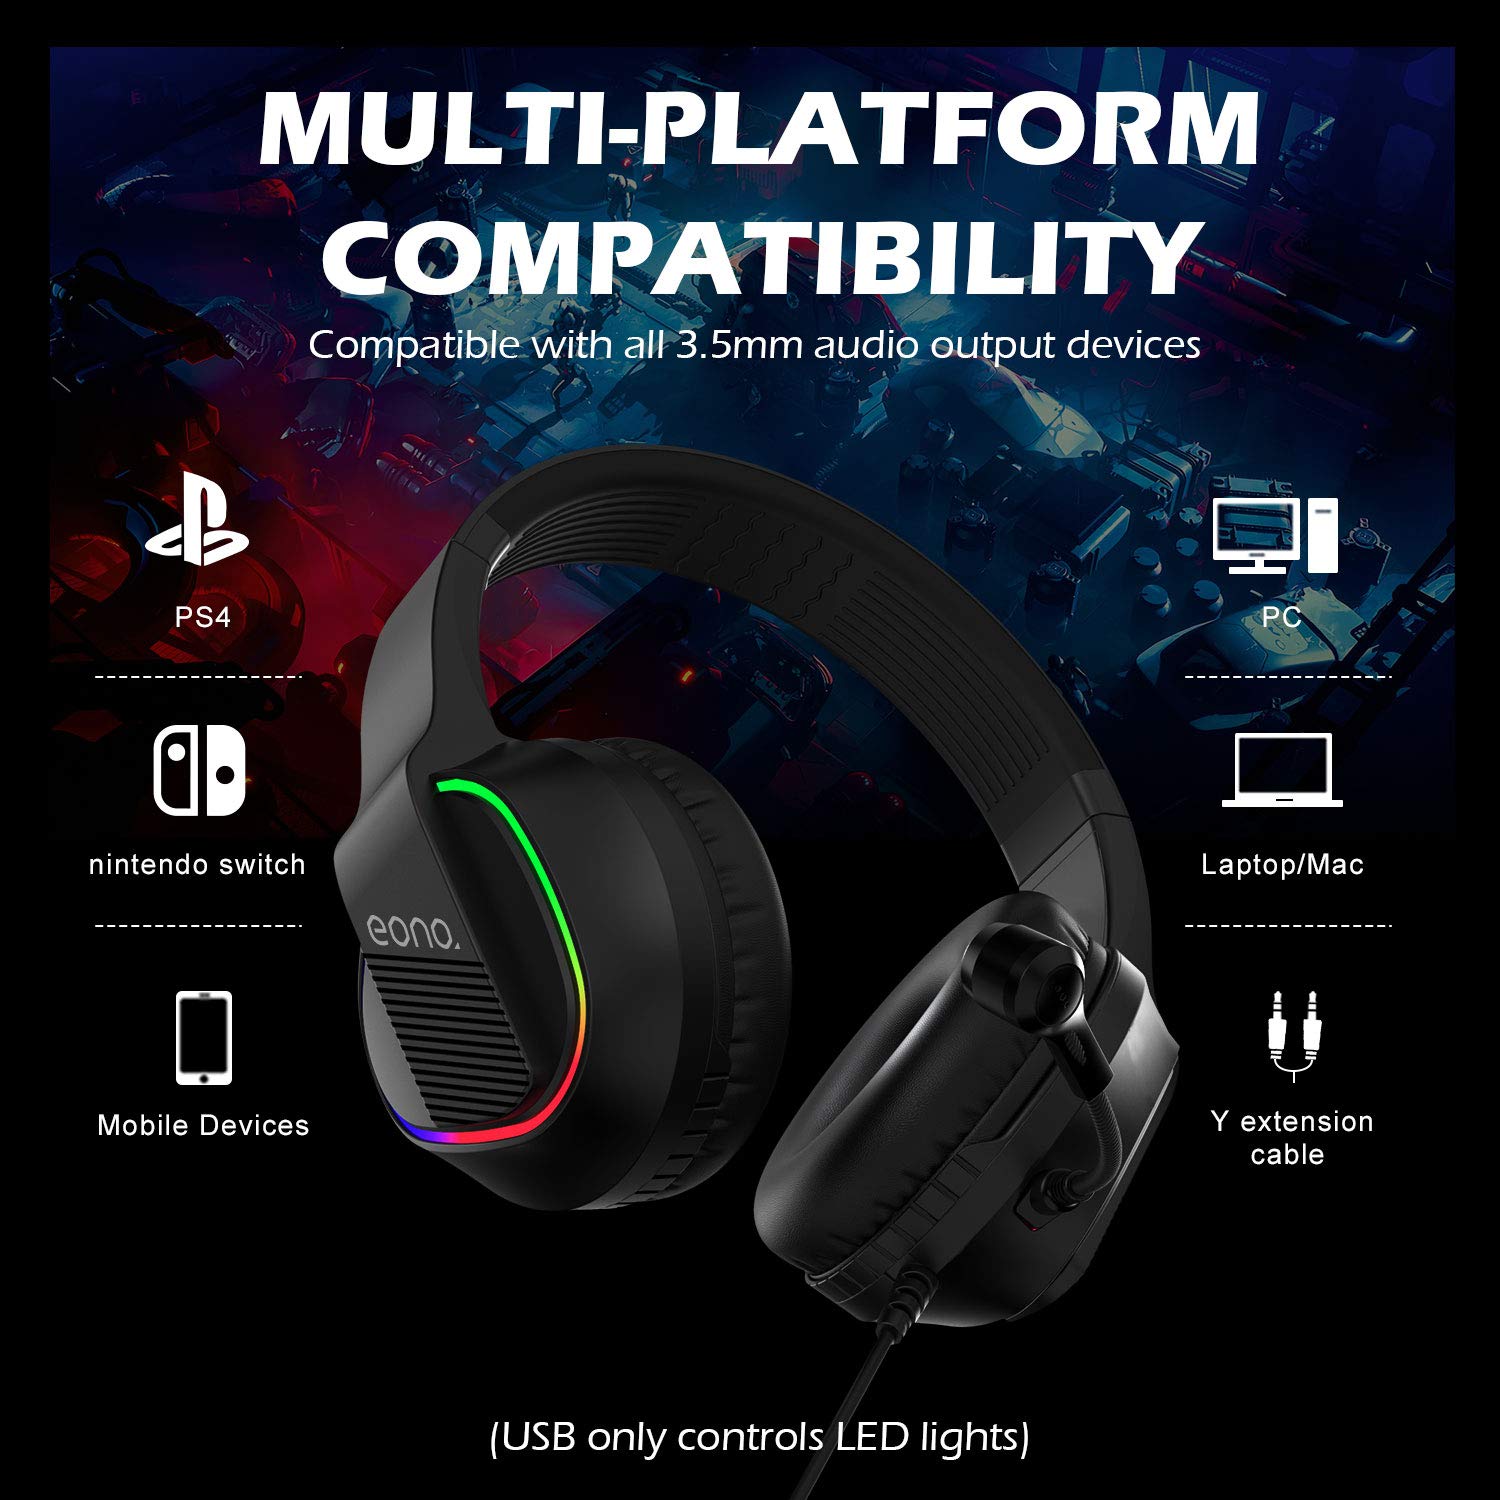 MULTI-PLATFORM
COMPATIBILITY
Compatible with all 3.5mm audio output devices
PS4
PC
nintendo switch
Laptop/Mac
eono
Mobile Devices
Y extension
cable
(USB only controls LED lights)